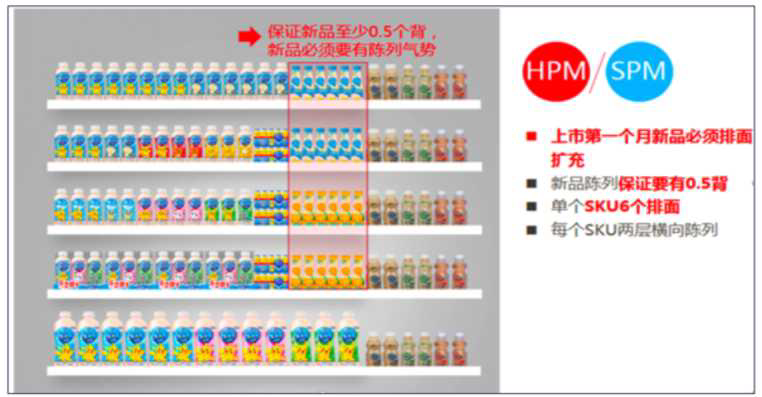 保证新品至少0.5个背，
新品必须要有陈列气势
HPM/SPM
上市第一个月新品必须排面
扩充
新品陈列保证要有0.5背
单个SKU6个排面
每个SKU两层横向陈列